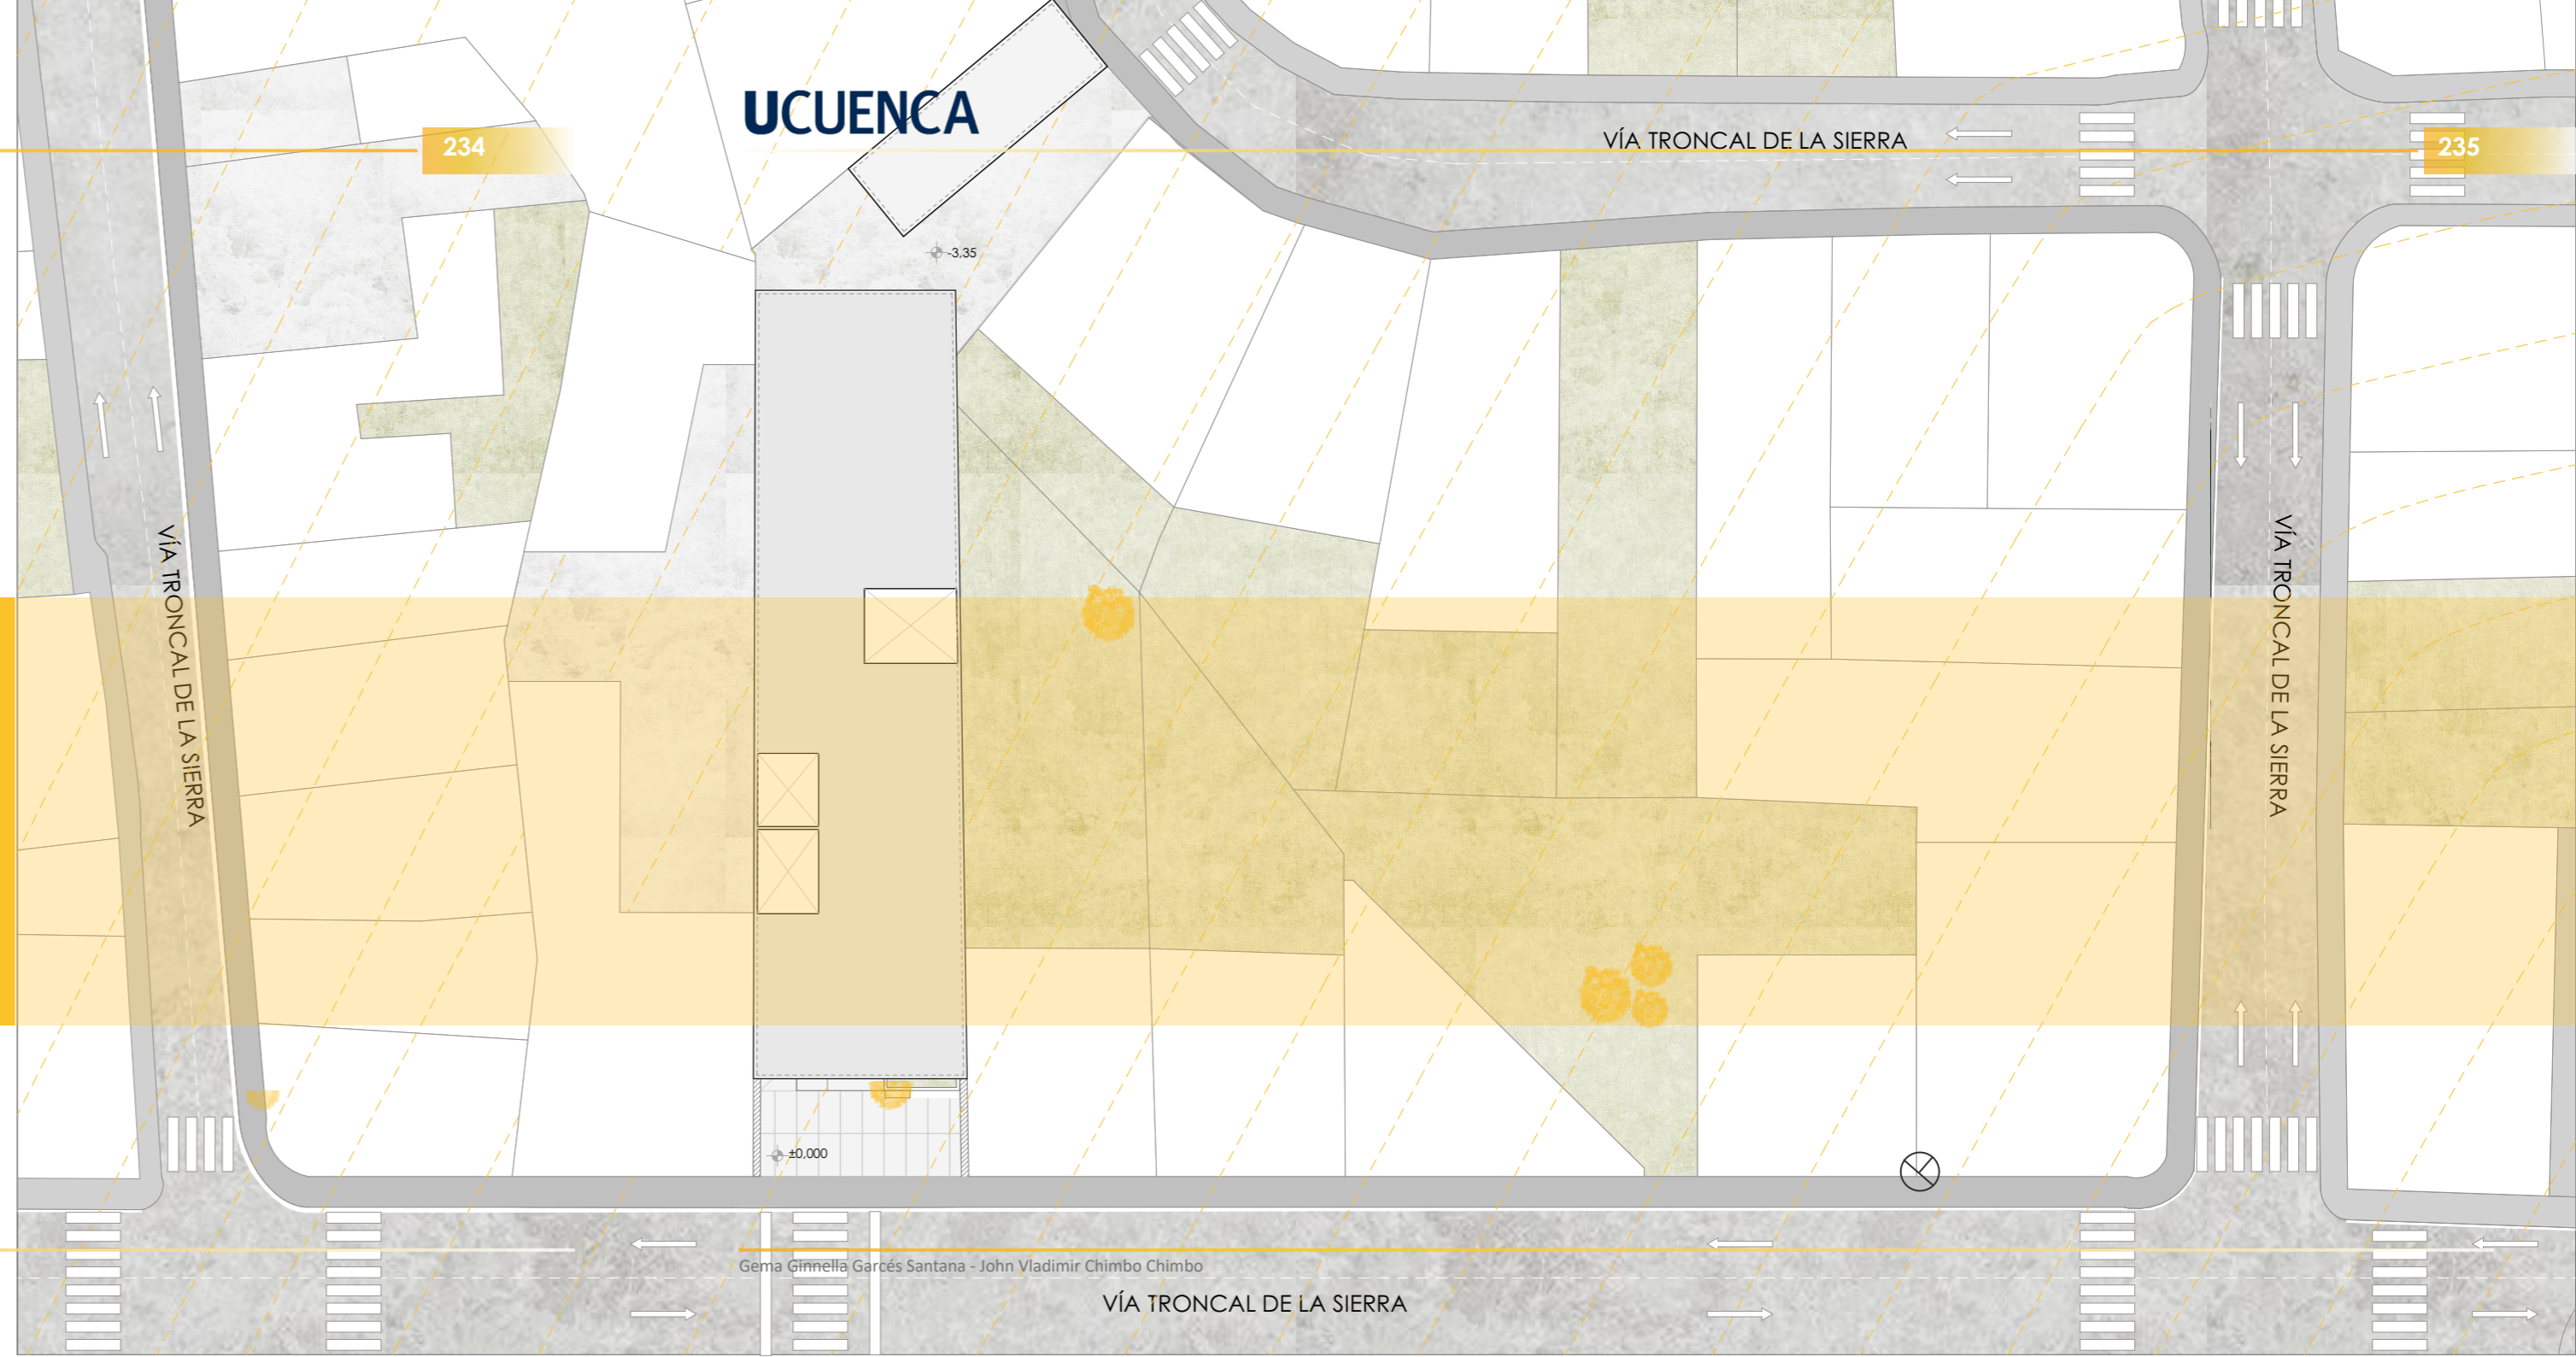 UCUENCA
234
VÍA TRONCAL DE LA SIERRA
235
-3,35
VÍA TRONCAL DE LA SIERRA
VÍA TRONCAL DE LA SIERRA
±0,000
Gema Ginnella Garcés Santana - John Vladimir Chimbo Chimbo
VÍA TRONCAL DE LA SIERRA